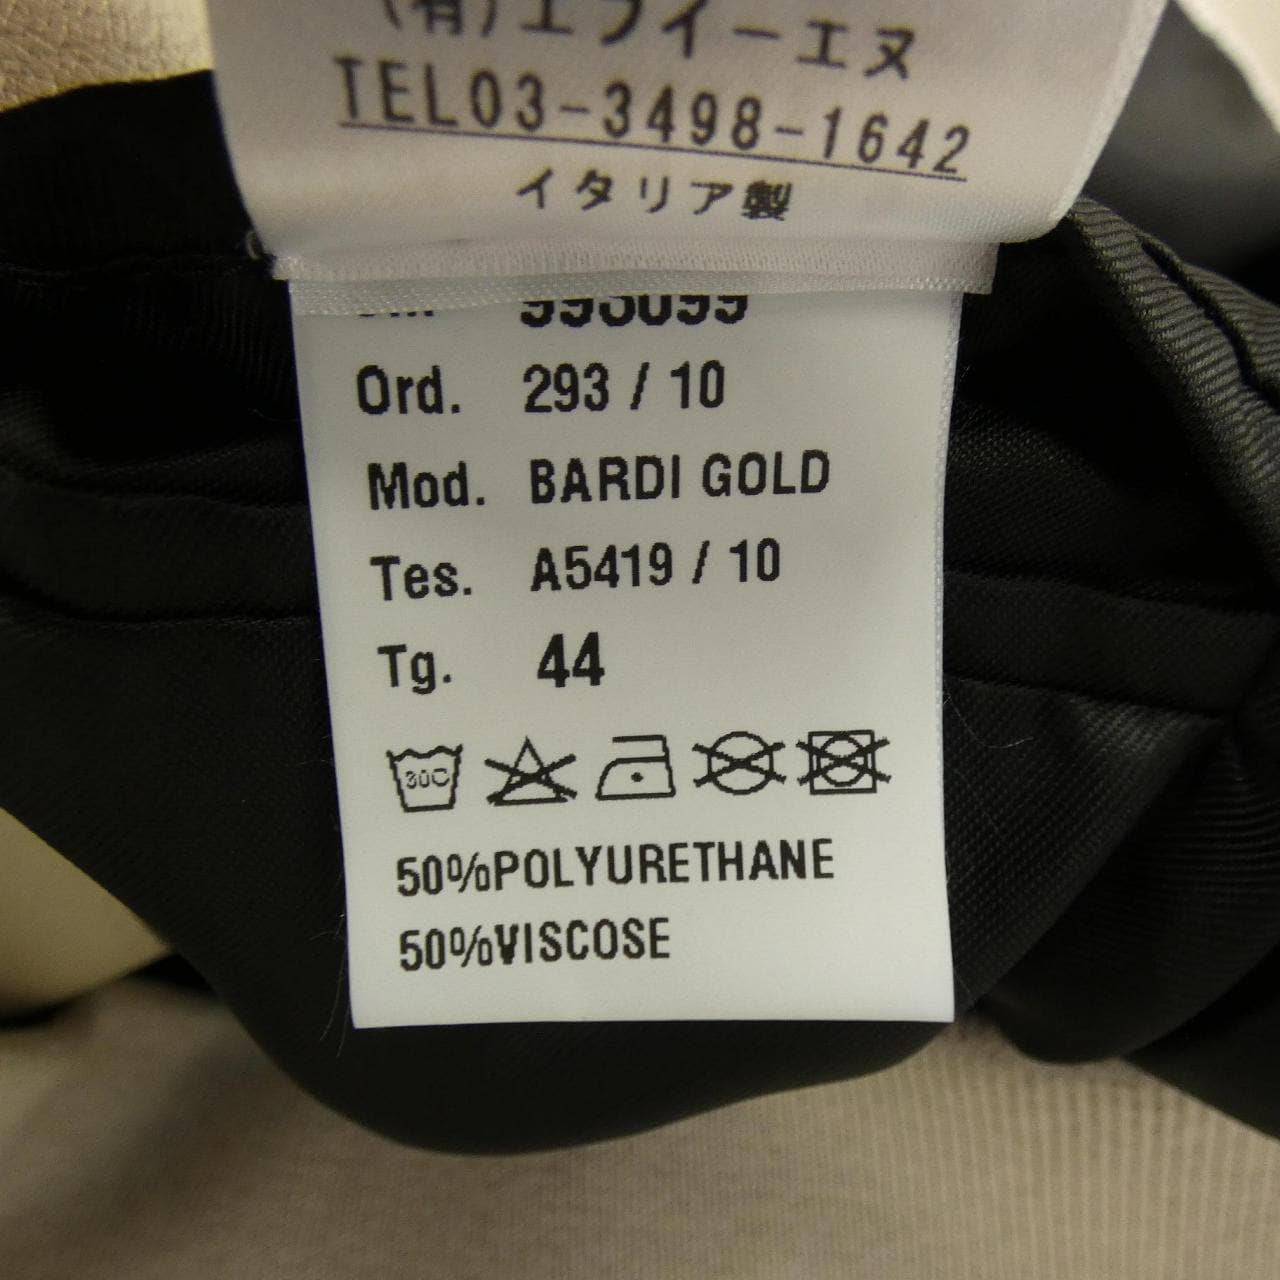 (有)エフイーエヌ
TEL03-3498-1642
イタリア製
993099
Ord. 293 / 10
Mod. BARDI GOLD
Tes. A5419 / 10
Tg. 44
30C
50%POLYURETHANE
50%VISCOSE